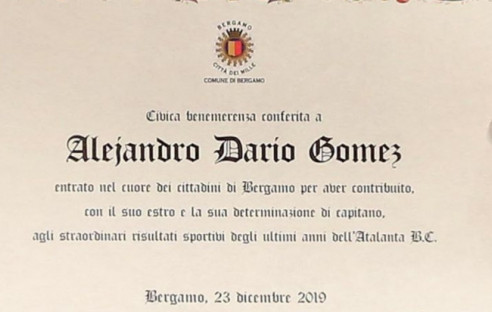 BERGAMO
CITTÀ DEI MILLE
COMUNE DI BERGAMO
Civica benemerenza conferita a
Alejandro Dario Gomez
entrato nel cuore dei cittadini di Bergamo per aver contribuito,
con il suo estro e la sua determinazione di capitano,
agli straordinari risultati sportivi degli ultimi anni dell'Atalanta B.C.
Bergamo, 23 dicembre 2019